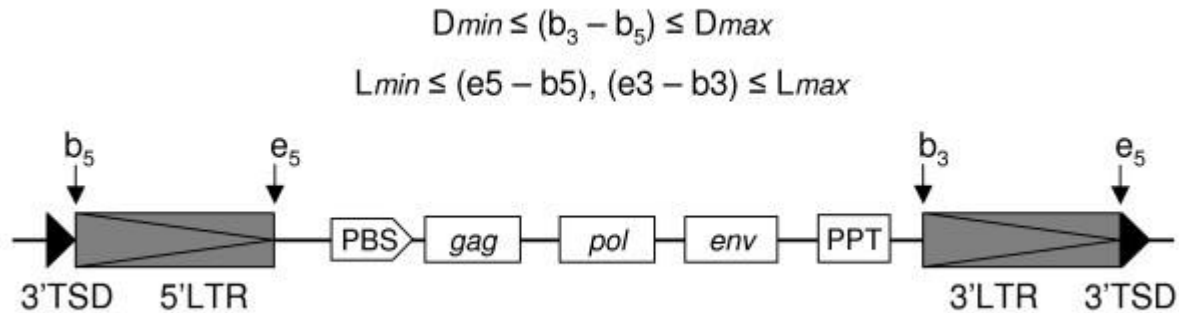 Dmin ≤ (b₃ – b₅) ≤ Dmax
Lmin ≤ (e5 – b5), (e3 – b3) ≤ Lmax
b₅ e₅ b₃ e₅
PBS gag pol env PPT
3'TSD 5'LTR 3'LTR 3'TSD